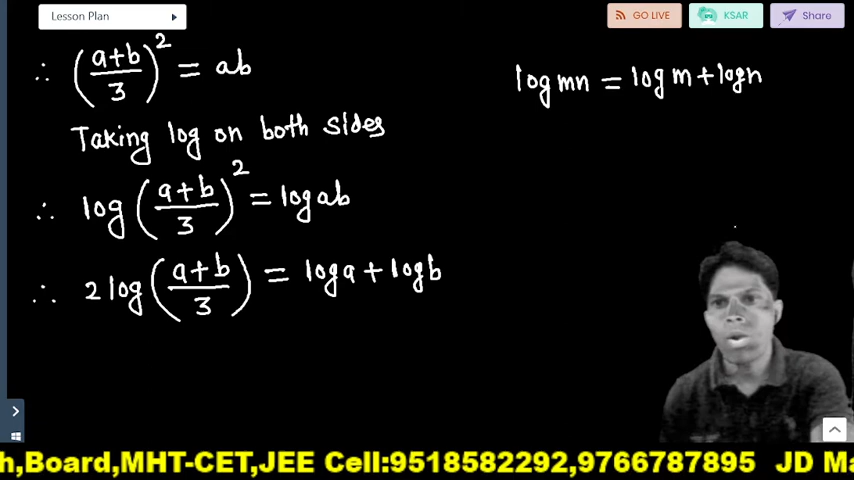 Lesson Plan
GO LIVE
KSAR
Share
∴ ((a+b)/3)² = ab
log mn = log m + log n
Taking log on both sides
∴ log((a+b)/3)² = log ab
∴ 2 log((a+b)/3) = log a + log b
h,Board,MHT-CET,JEE Cell:9518582292,9766787895 JD Ma